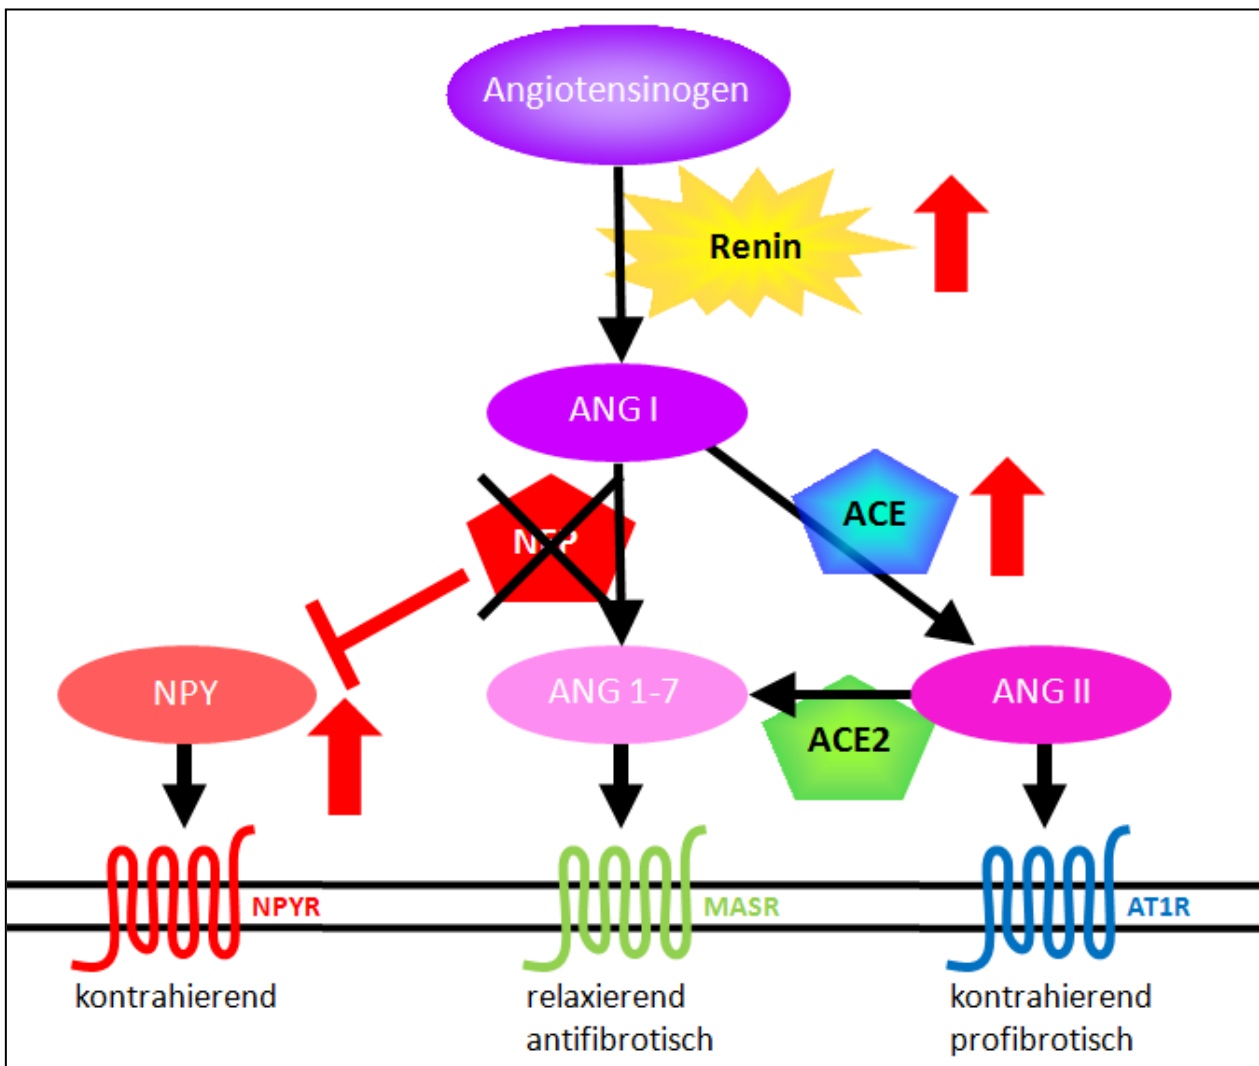 Angiotensinogen
Renin
ANG I
ACE
NEP
NPY
ANG 1-7
ANG II
ACE2
NPYR
MASR
AT1R
kontrahierend
relaxierend
antifibrotisch
kontrahierend
profibrotisch